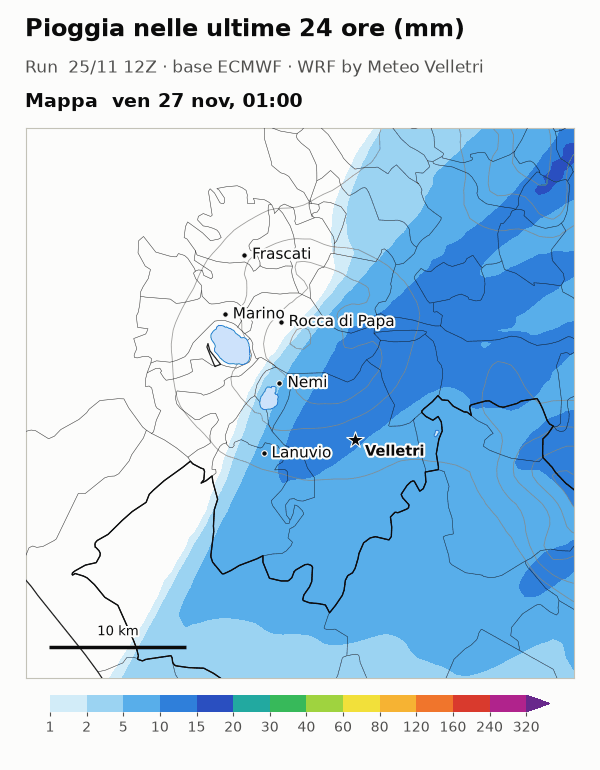 Pioggia nelle ultime 24 ore (mm)
Run 25/11 12Z · base ECMWF · WRF by Meteo Velletri
Mappa ven 27 nov, 01:00
Frascati
Marino
Rocca di Papa
Nemi
Velletri
Lanuvio
10 km
1 2 5 10 15 20 30 40 60 80 120 160 240 320